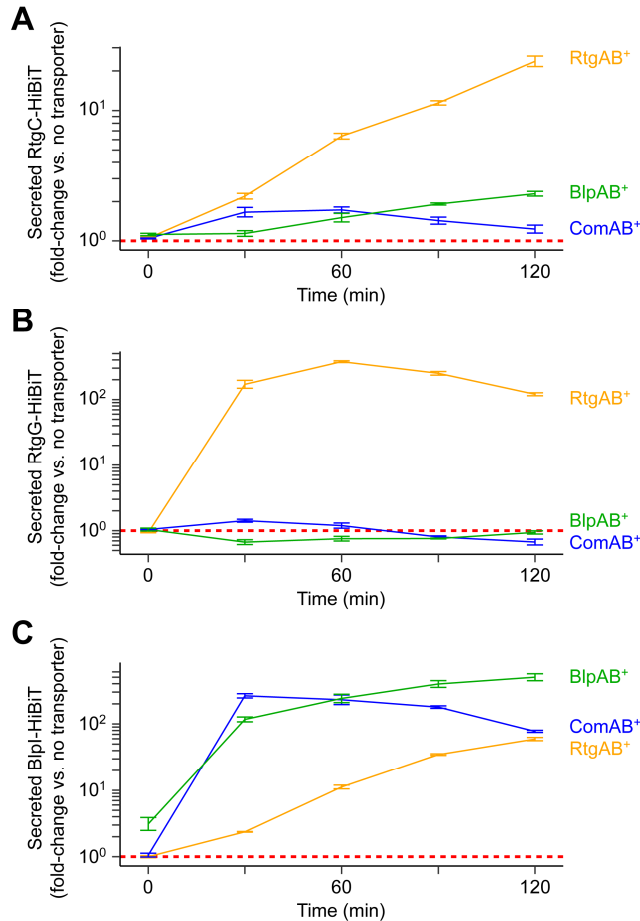 A
Secreted RtgC-HiBiT
(fold-change vs. no transporter)
10¹
10⁰
RtgAB⁺
BlpAB⁺
ComAB⁺
0
60
120
Time (min)
B
Secreted RtgG-HiBiT
(fold-change vs. no transporter)
10²
10¹
10⁰
RtgAB⁺
BlpAB⁺
ComAB⁺
0
60
120
Time (min)
C
Secreted BlpI-HiBiT
(fold-change vs. no transporter)
10²
10¹
10⁰
BlpAB⁺
ComAB⁺
RtgAB⁺
0
60
120
Time (min)